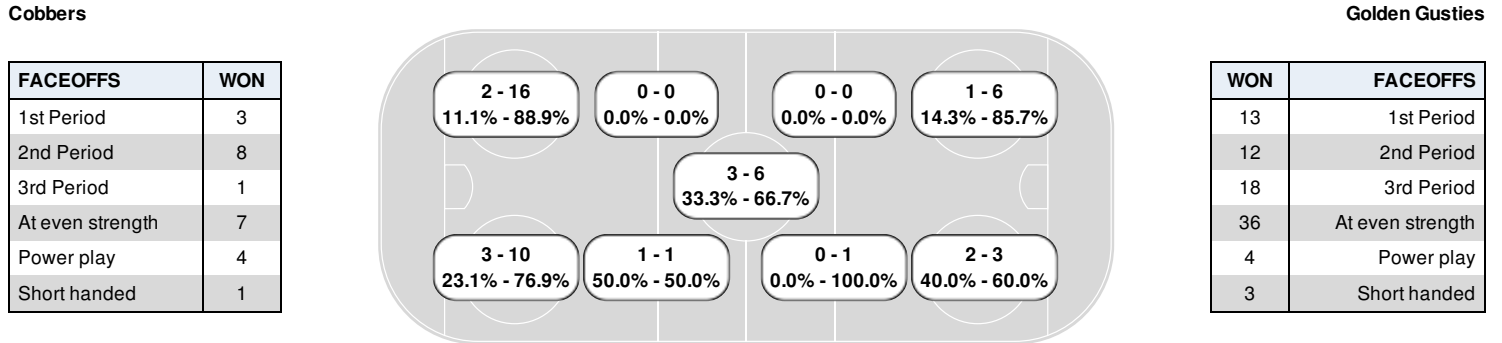 Cobbers
Golden Gusties
FACEOFFS WON
1st Period 3
2nd Period 8
3rd Period 1
At even strength 7
Power play 4
Short handed 1
2 - 16
11.1% - 88.9%
0 - 0
0.0% - 0.0%
0 - 0
0.0% - 0.0%
1 - 6
14.3% - 85.7%
3 - 6
33.3% - 66.7%
3 - 10
23.1% - 76.9%
1 - 1
50.0% - 50.0%
0 - 1
0.0% - 100.0%
2 - 3
40.0% - 60.0%
WON FACEOFFS
13 1st Period
12 2nd Period
18 3rd Period
36 At even strength
4 Power play
3 Short handed